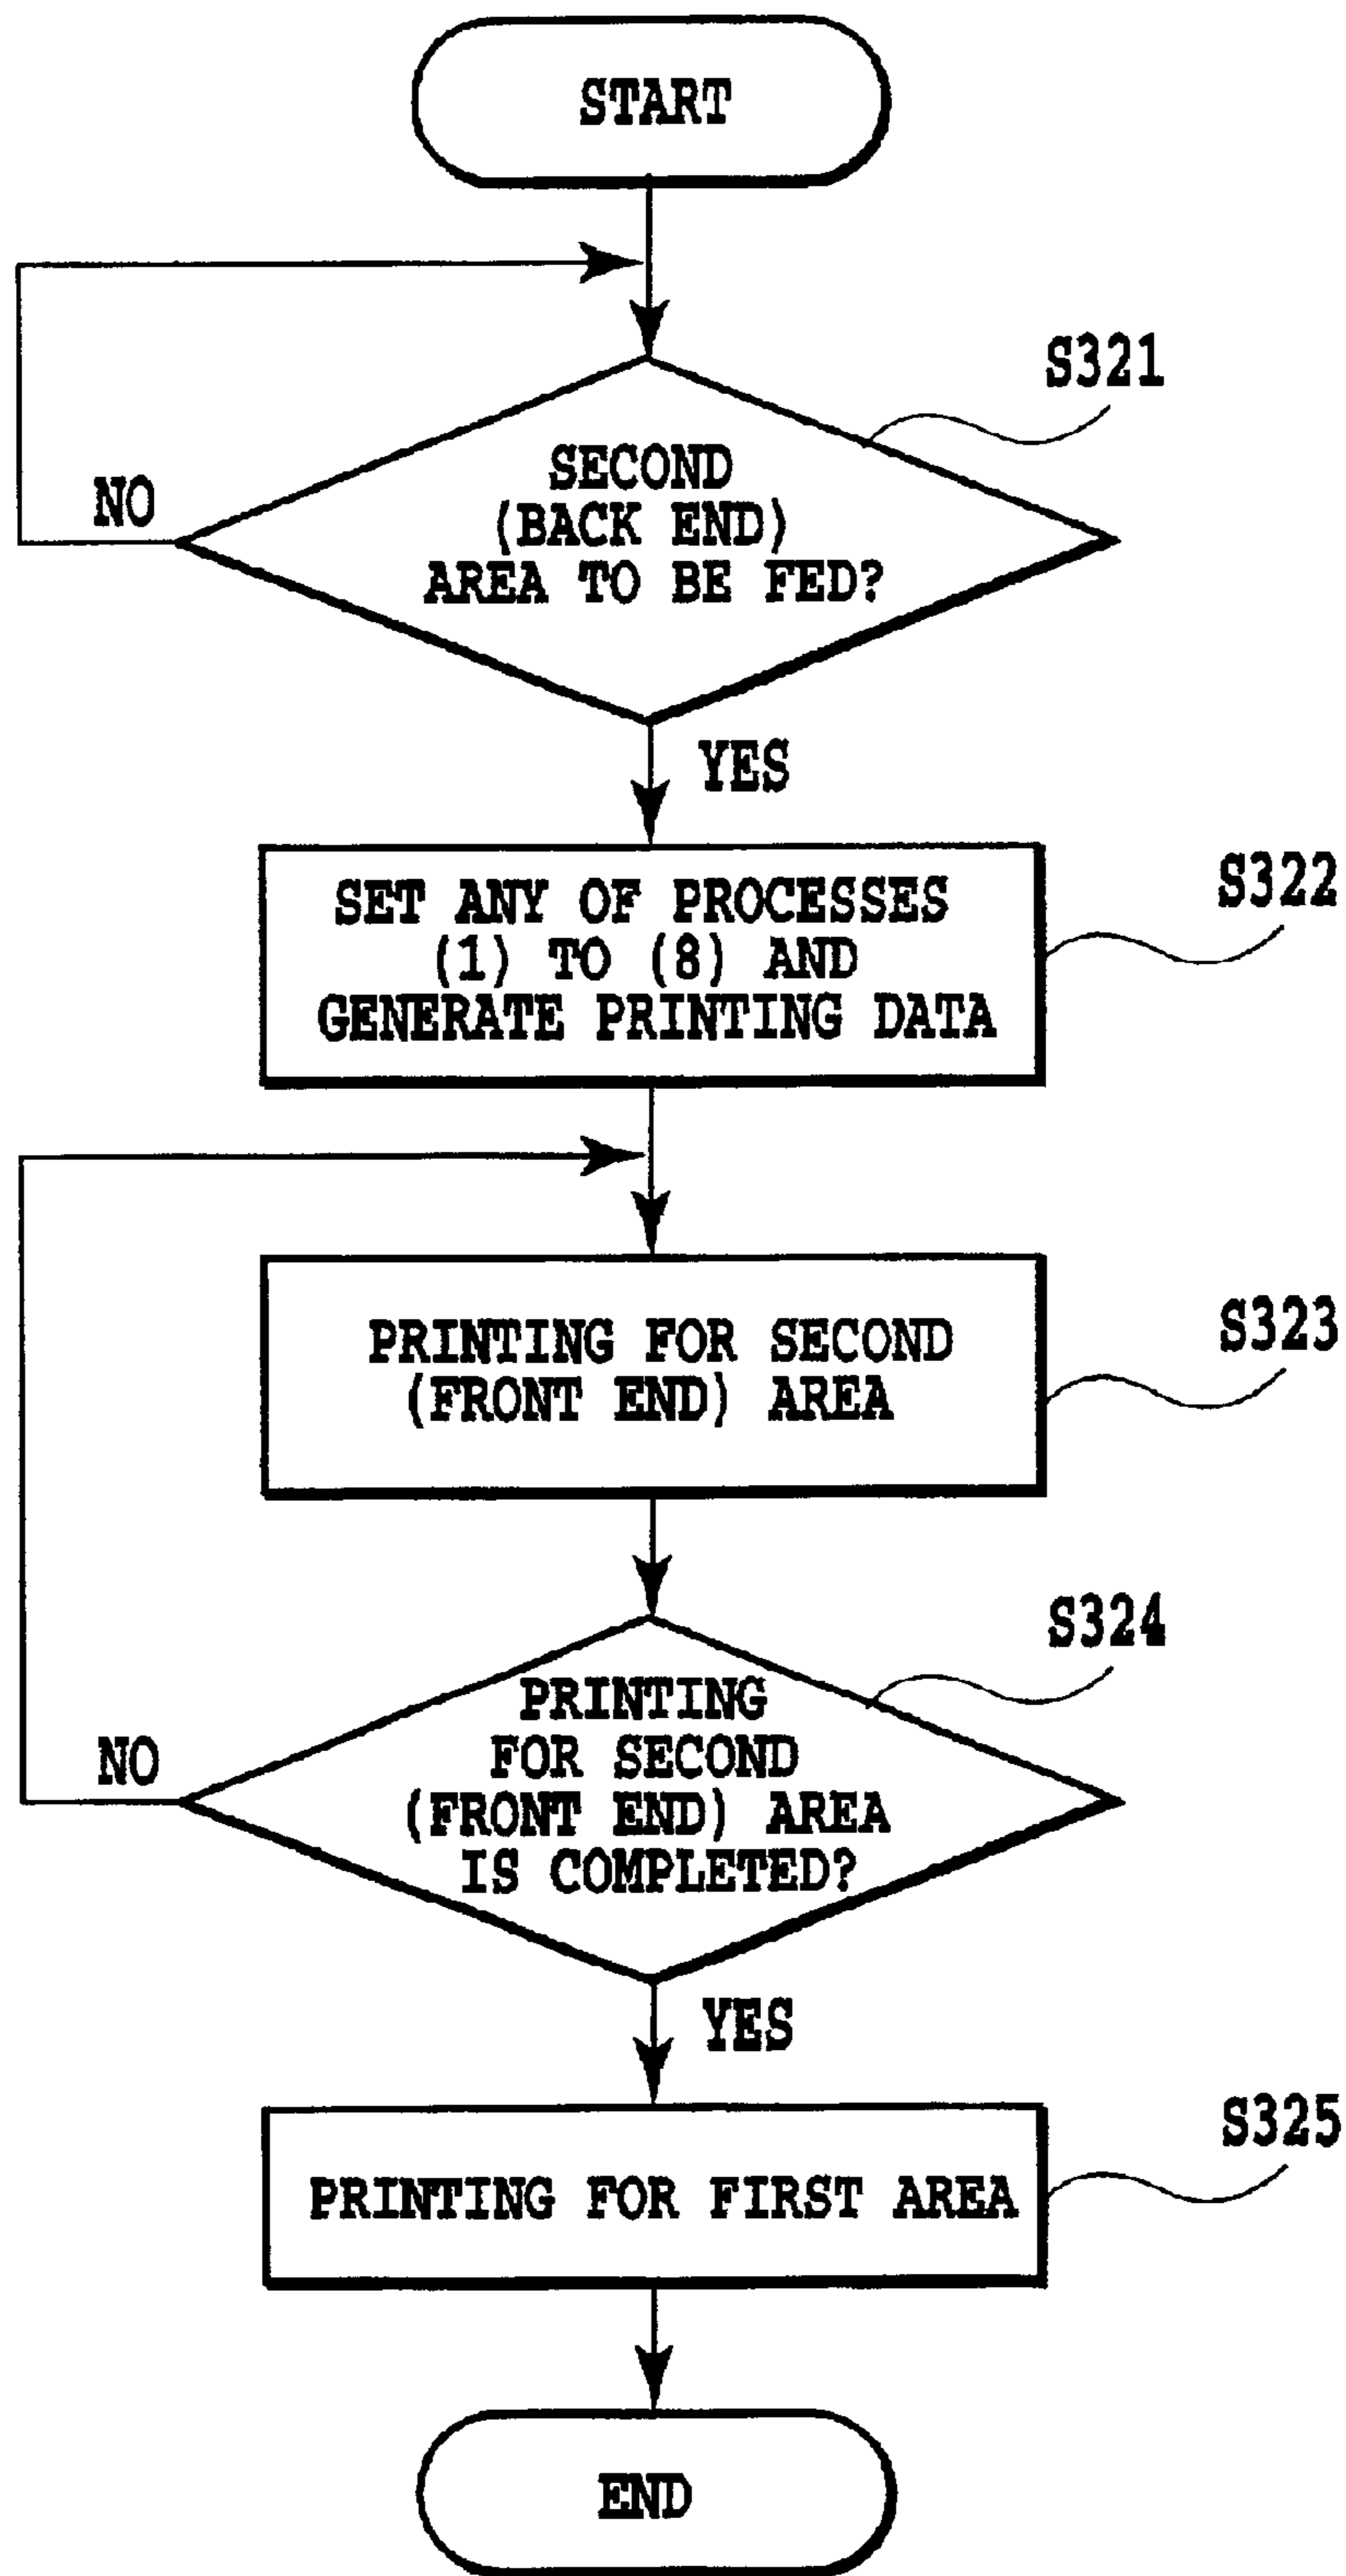 START
S321
SECOND
(BACK END)
AREA TO BE FED?
NO
YES
SET ANY OF PROCESSES
(1) TO (8) AND
GENERATE PRINTING DATA
S322
PRINTING FOR SECOND
(FRONT END) AREA
S323
S324
PRINTING
FOR SECOND
(FRONT END) AREA
IS COMPLETED?
NO
YES
S325
PRINTING FOR FIRST AREA
END